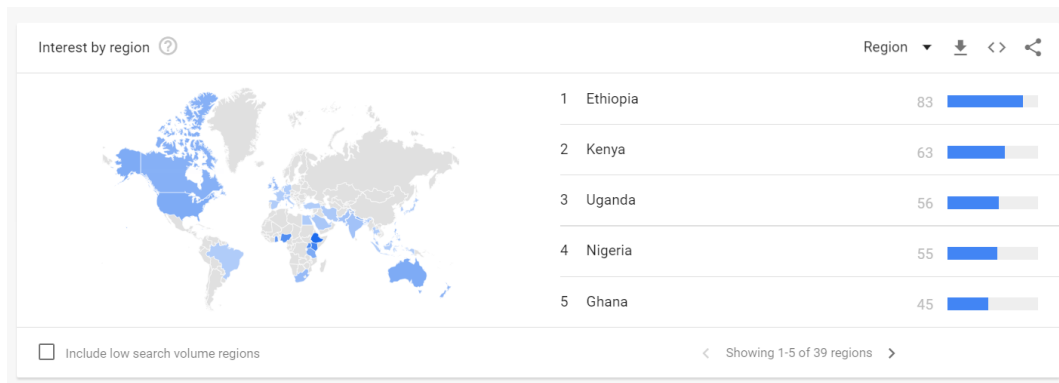 Interest by region
Region
1 Ethiopia 83
2 Kenya 63
3 Uganda 56
4 Nigeria 55
5 Ghana 45
Include low search volume regions
Showing 1-5 of 39 regions